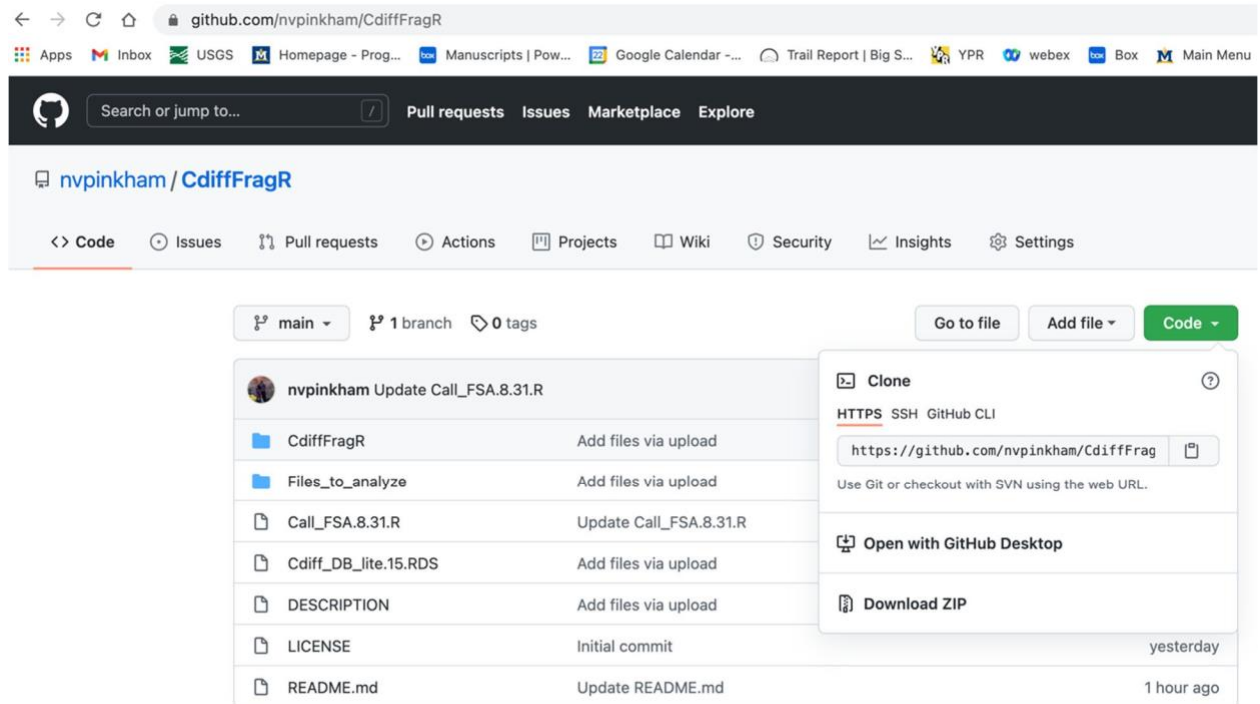 github.com/nvpinkham/CdiffFragR
Apps Inbox USGS Homepage - Prog... box Manuscripts | Pow... 22 Google Calendar -... Trail Report | Big S... YPR webex box Box M Main Menu
Search or jump to... / Pull requests Issues Marketplace Explore
nvpinkham / CdiffFragR
<> Code Issues Pull requests Actions Projects Wiki Security Insights Settings
main 1 branch 0 tags Go to file Add file Code
nvpinkham Update Call_FSA.8.31.R
CdiffFragR Add files via upload
Files_to_analyze Add files via upload
Call_FSA.8.31.R Update Call_FSA.8.31.R
Cdiff_DB_lite.15.RDS Add files via upload
DESCRIPTION Add files via upload
LICENSE Initial commit yesterday
README.md Update README.md 1 hour ago
Clone ?
HTTPS SSH GitHub CLI
https://github.com/nvpinkham/CdiffFrag
Use Git or checkout with SVN using the web URL.
Open with GitHub Desktop
Download ZIP